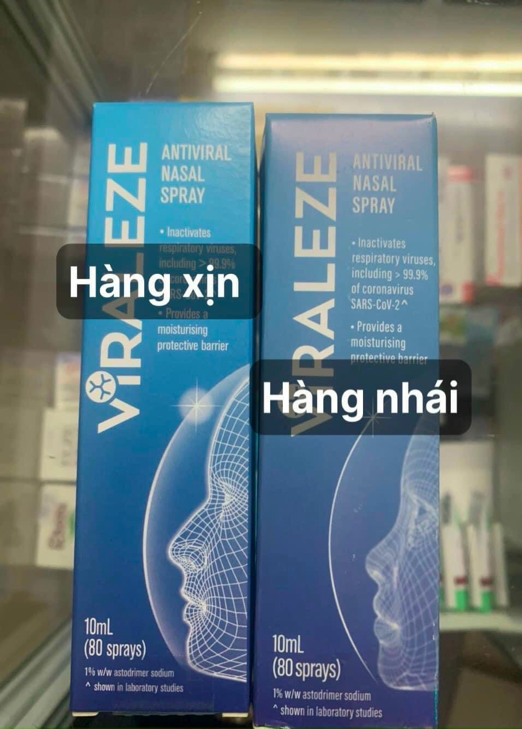 VIRALEZE
ANTIVIRAL
NASAL
SPRAY
• Inactivates
respiratory viruses,
including > 99.9%
Hàng xịn
• Provides a
moisturising
protective barrier
10mL
(80 sprays)
1% w/w astodrimer sodium
^ shown in laboratory studies
VIRALEZE
ANTIVIRAL
NASAL
SPRAY
• Inactivates
respiratory viruses,
including > 99.9%
of coronavirus
SARS-CoV-2^
• Provides a
moisturising
protective barrier
Hàng nhái
10mL
(80 sprays)
1% w/w astodrimer sodium
^ shown in laboratory studies